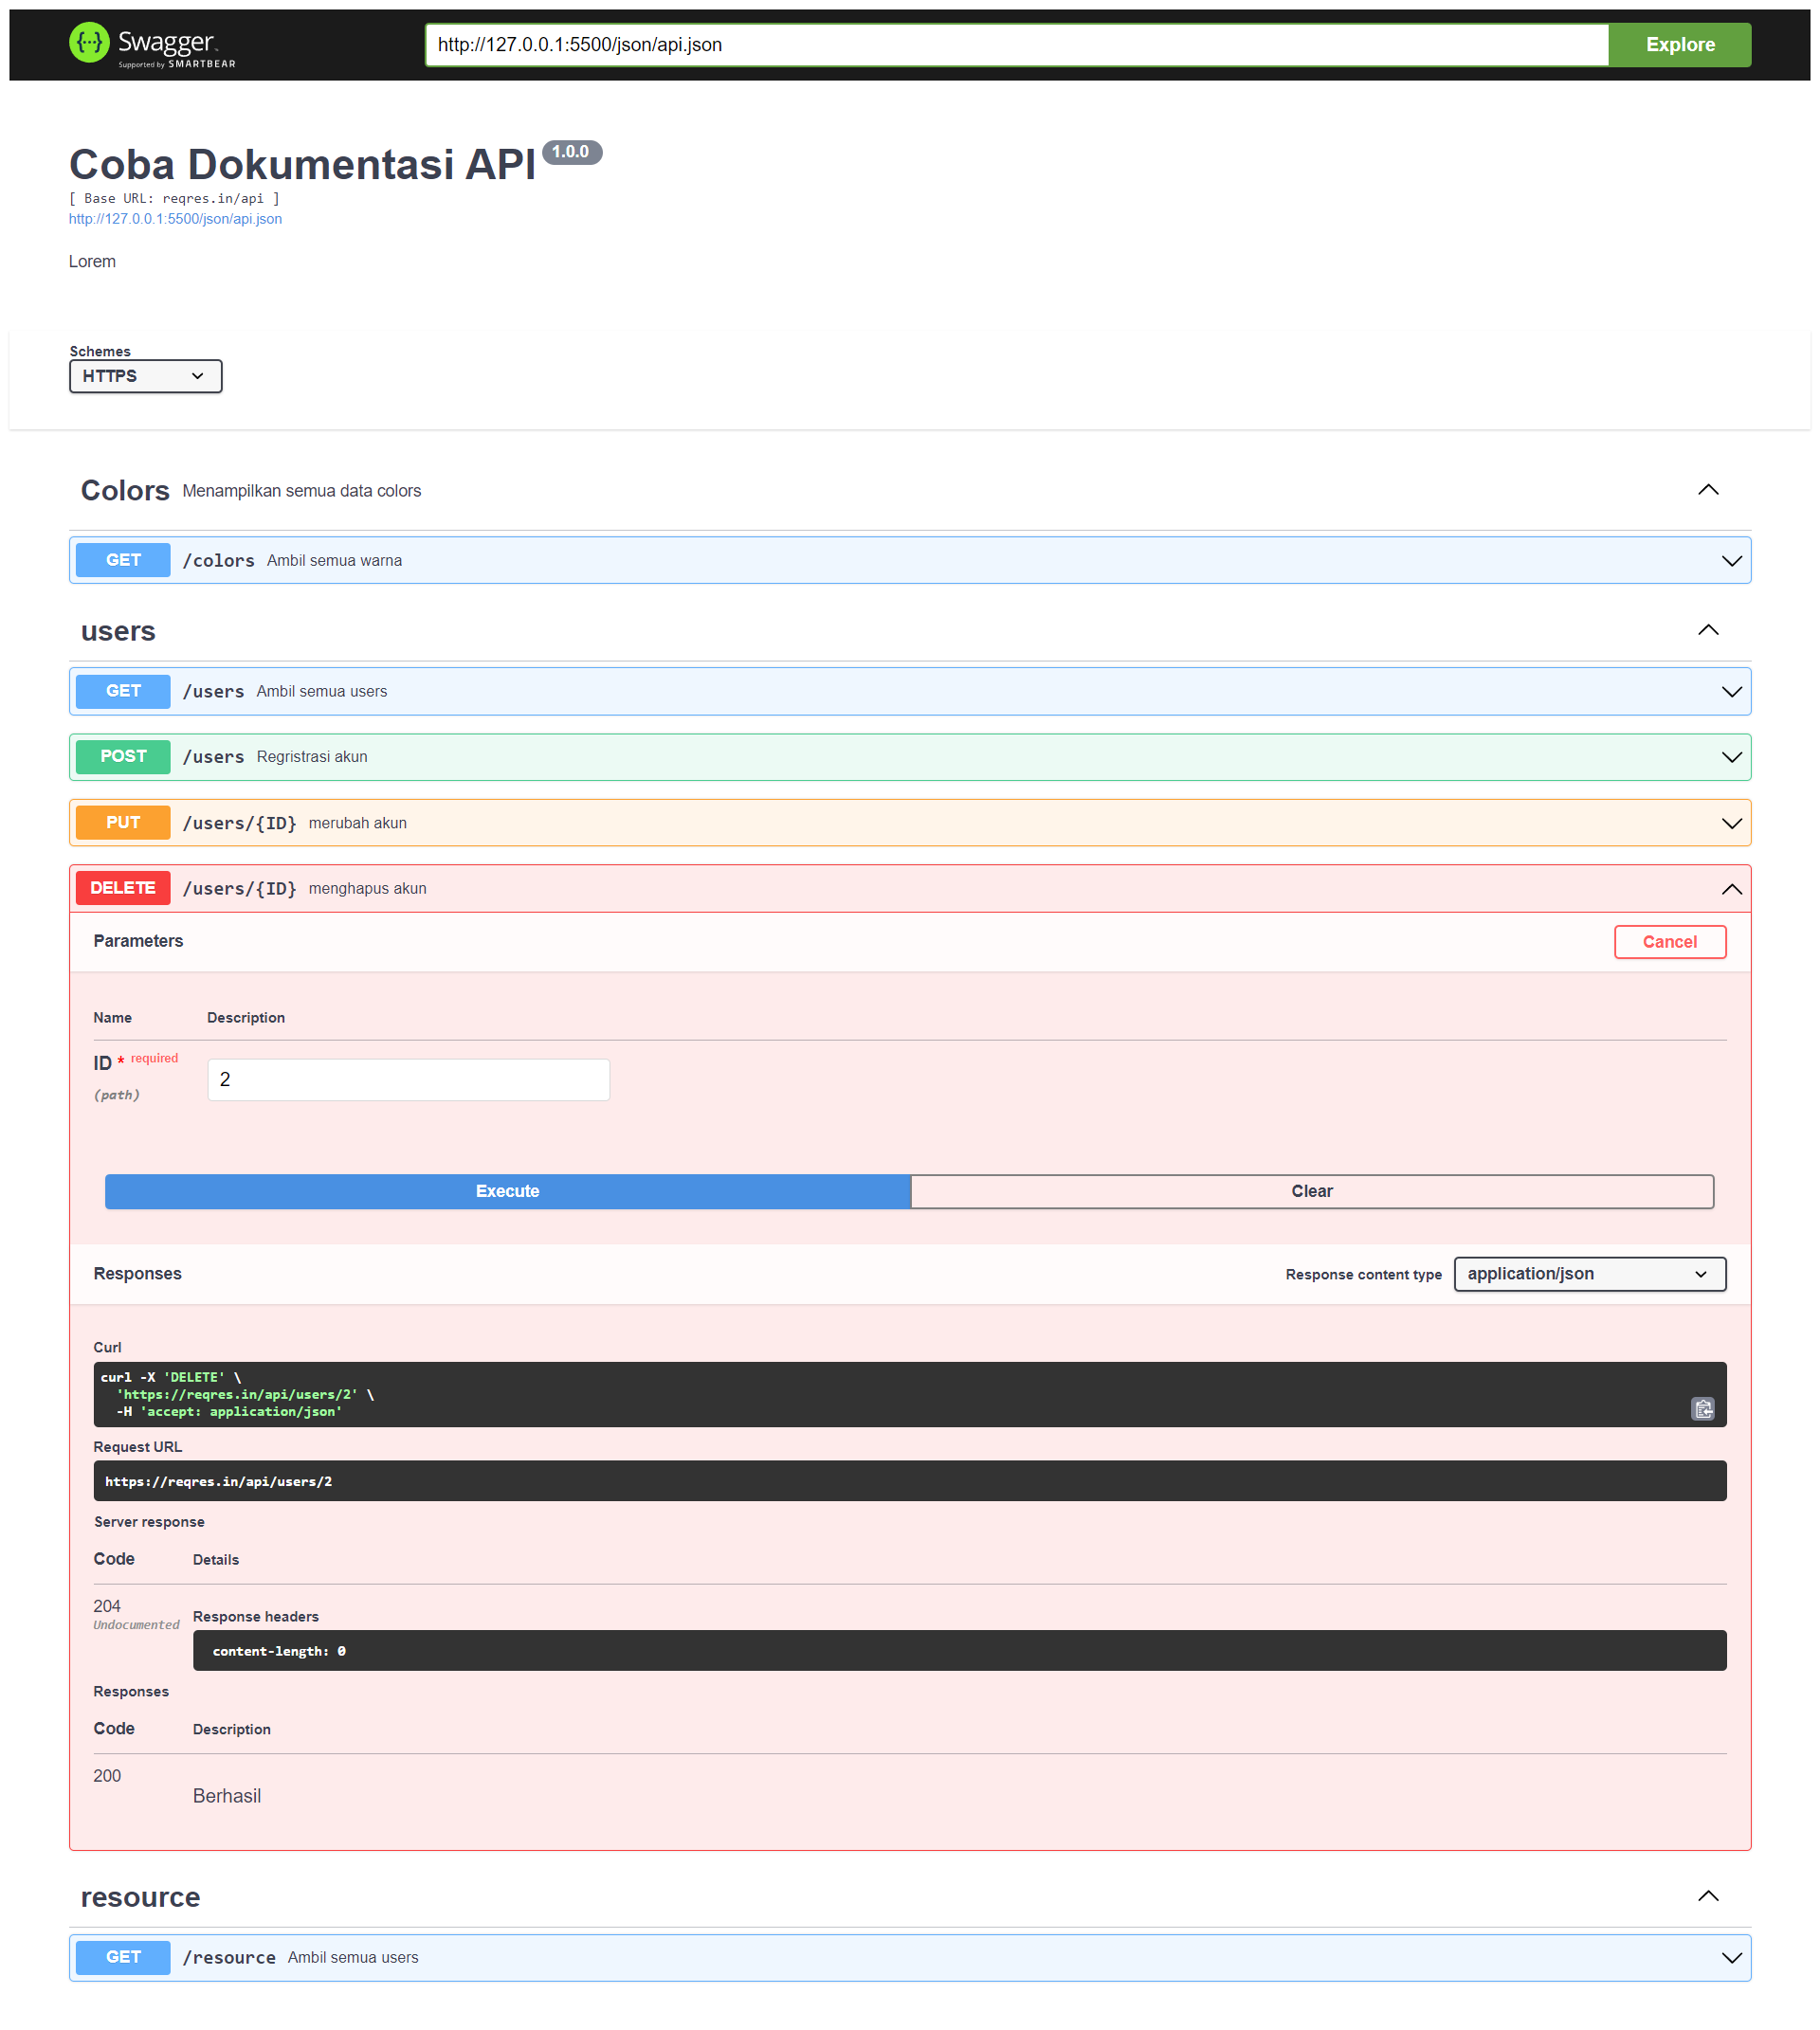 Swagger
Supported by SMARTBEAR
http://127.0.0.1:5500/json/api.json
Explore
Coba Dokumentasi API 1.0.0
[ Base URL: reqres.in/api ]
http://127.0.0.1:5500/json/api.json
Lorem
Schemes
HTTPS
Colors Menampilkan semua data colors
GET /colors Ambil semua warna
users
GET /users Ambil semua users
POST /users Regristrasi akun
PUT /users/{ID} merubah akun
DELETE /users/{ID} menghapus akun
Parameters Cancel
Name Description
ID * required
(path)
2
Execute Clear
Responses Response content type application/json
Curl
curl -X 'DELETE' \
'https://reqres.in/api/users/2' \
-H 'accept: application/json'
Request URL
https://reqres.in/api/users/2
Server response
Code Details
204
Undocumented
Response headers
content-length: 0
Responses
Code Description
200
Berhasil
resource
GET /resource Ambil semua users